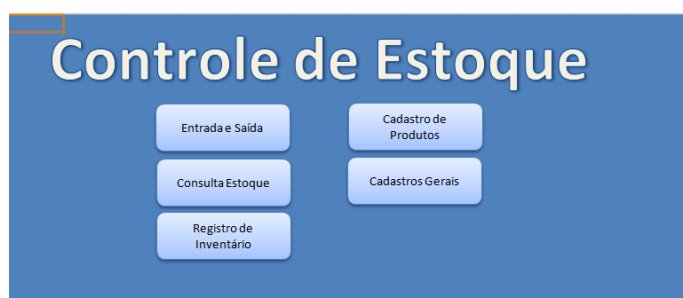 Controle de Estoque
Entrada e Saída
Cadastro de
Produtos
Consulta Estoque
Cadastros Gerais
Registro de
Inventário